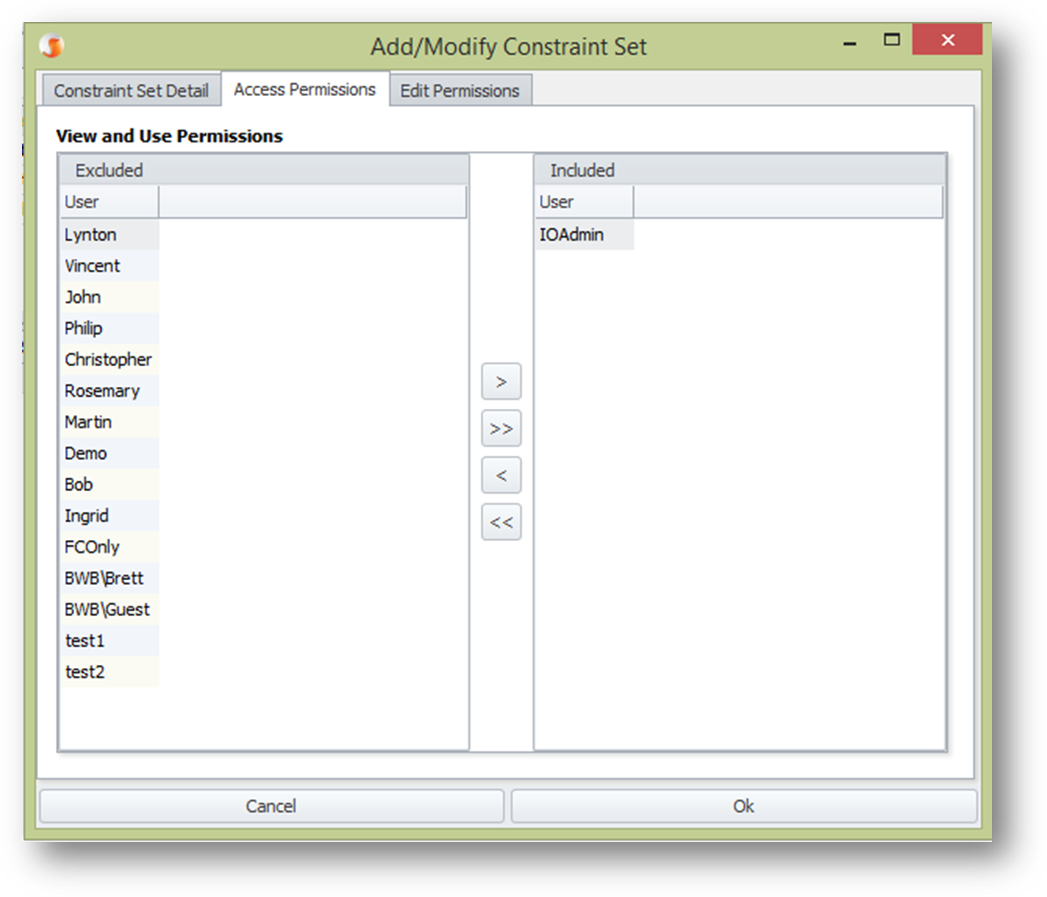 Add/Modify Constraint Set
Constraint Set Detail Access Permissions Edit Permissions
View and Use Permissions
Excluded
User
Lynton
Vincent
John
Philip
Christopher
Rosemary
Martin
Demo
Bob
Ingrid
FCOnly
BWB\Brett
BWB\Guest
test1
test2
>
>>
<
<<
Included
User
IOAdmin
Cancel Ok